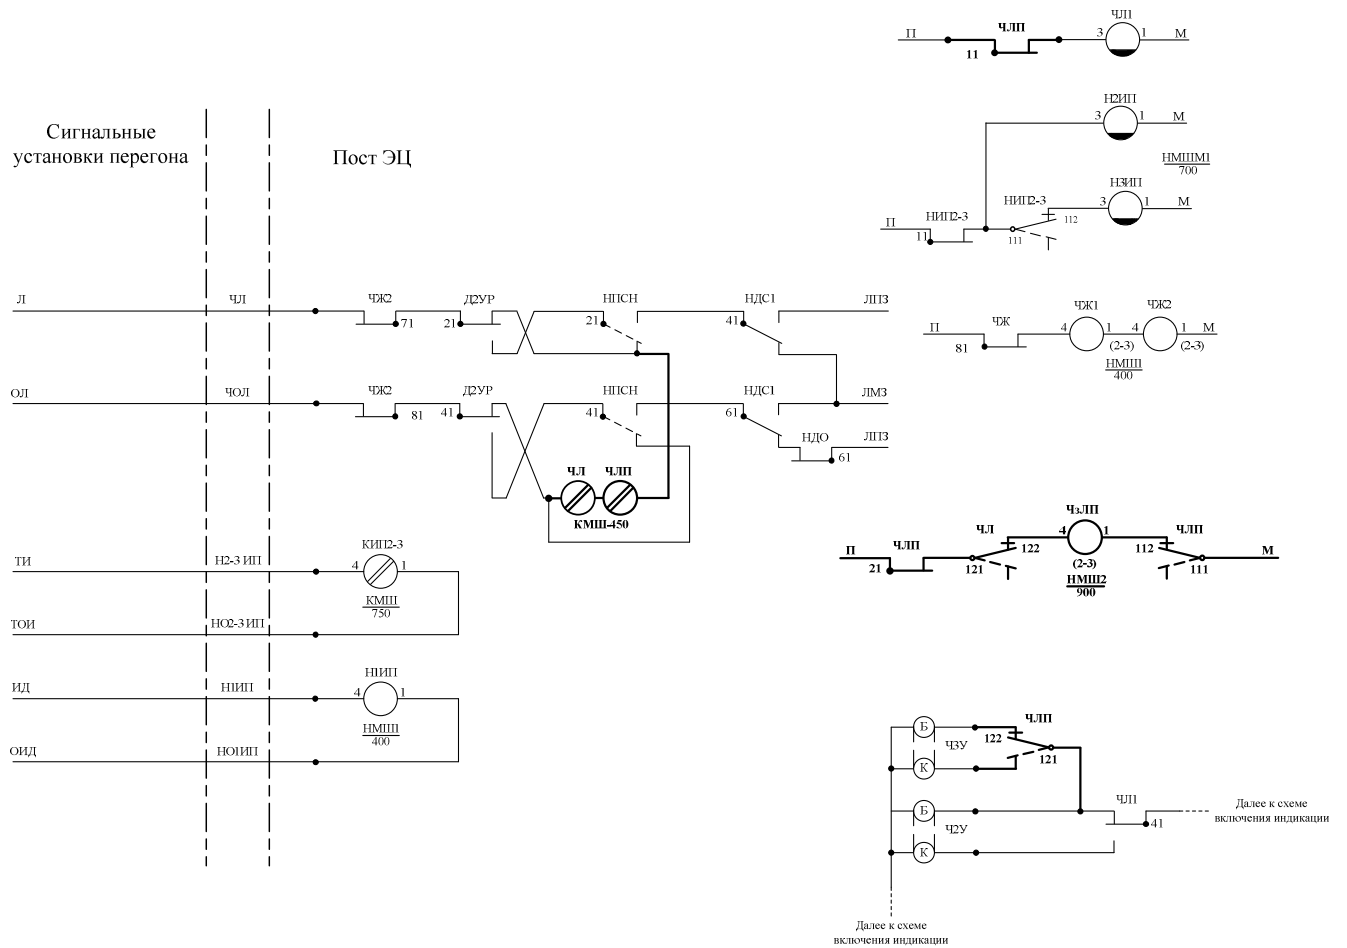 П
ЧЛП
11
3
ЧЛ1
1
М
Сигнальные
установки перегона
Пост ЭЦ
Н2ИП
3
1
М
НМШМ1
700
Н3ИП
3
1
М
П
НИП2-3
11
НИП2-3
111
112
Л
ЧЛ
ЧЖ2
71
Д2УР
21
НПСН
21
НДС1
41
ЛПЗ
П
ЧЖ
81
ЧЖ1
4
1
(2-3)
ЧЖ2
4
1
М
(2-3)
НМШ1
400
ОЛ
ЧОЛ
ЧЖ2
81
Д2УР
41
НПСН
41
НДС1
61
ЛМЗ
НДО
61
ЛПЗ
ЧЛ
ЧЛП
КМШ-450
П
ЧЛП
21
ЧЛ
121
122
ЧзЛП
4
1
(2-3)
НМШ2
900
ЧЛП
112
111
М
ТИ
Н2-3 ИП
КИП2-3
4
1
КМШ
750
ТОИ
НО2-3 ИП
ИД
Н1ИП
Н1ИП
4
1
НМШ1
400
ОИД
НО1ИП
Б
Ч3У
К
ЧЛП
122
121
Б
Ч2У
К
ЧЛ1
41
Далее к схеме
включения индикации
Далее к схеме
включения индикации